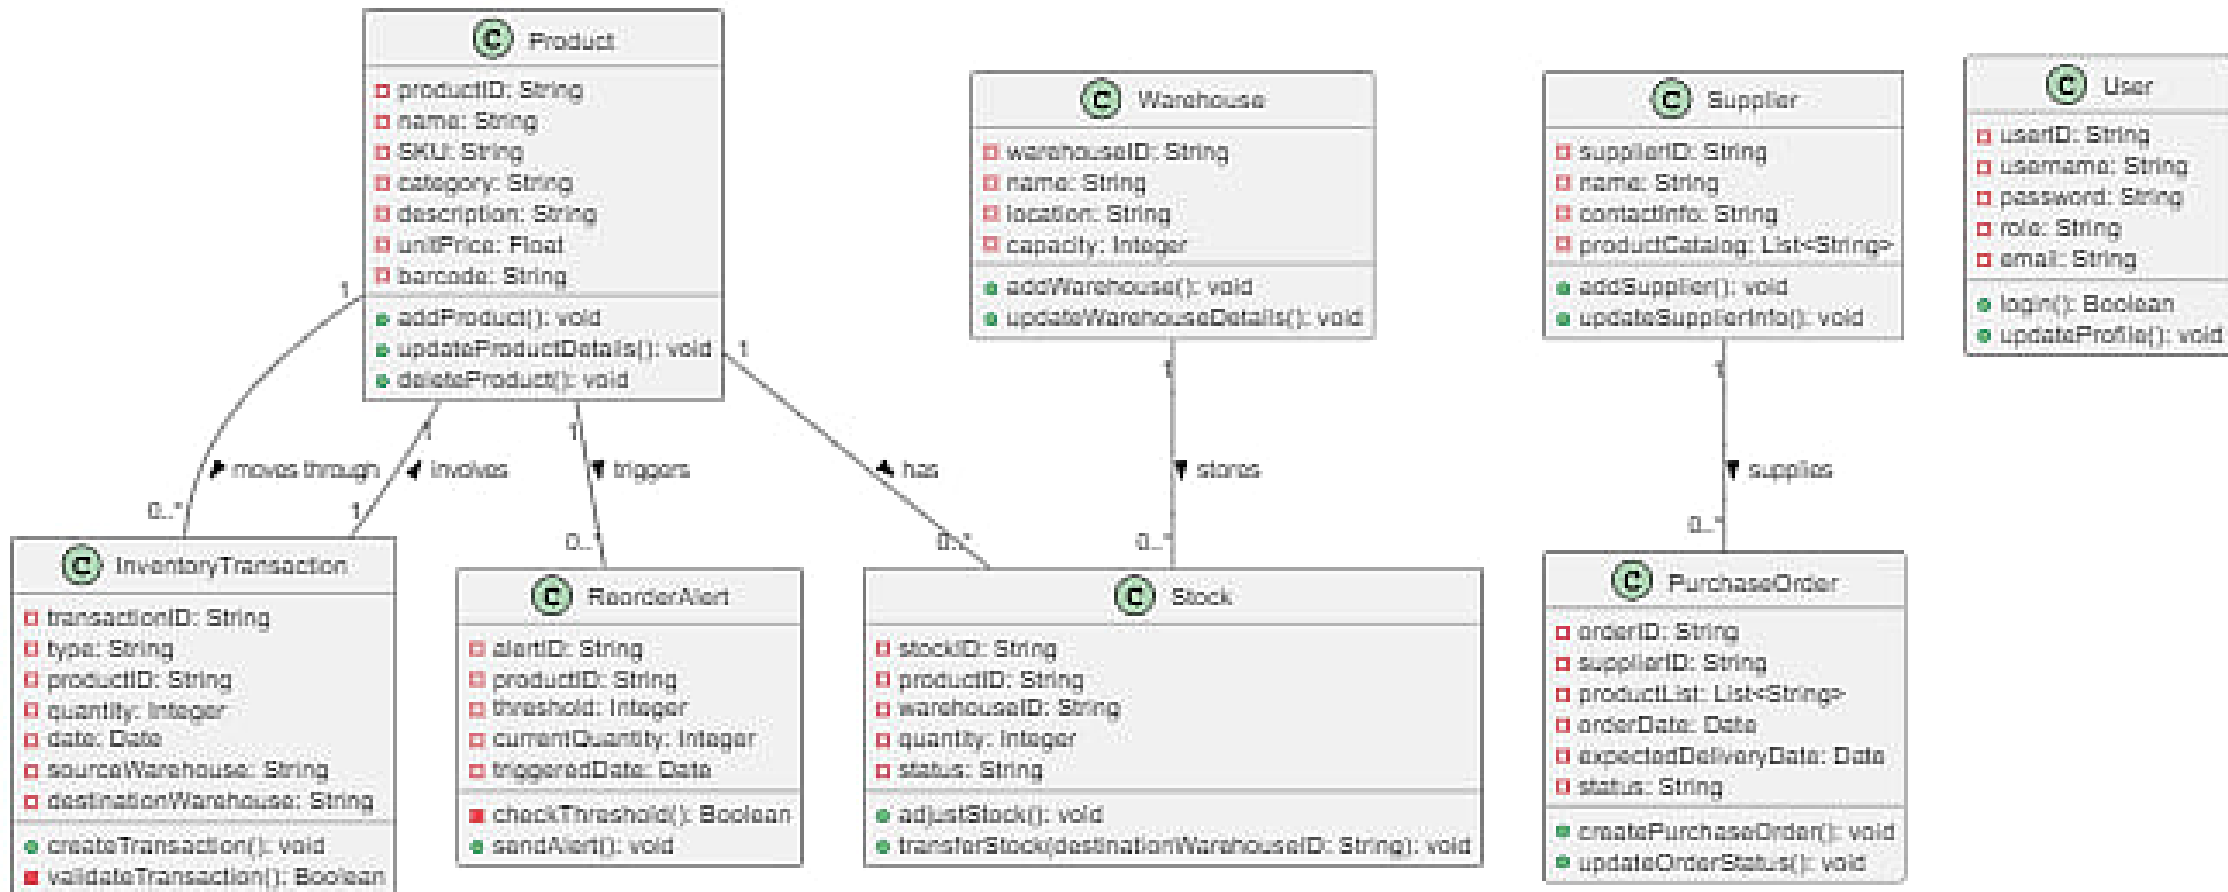 C Product
productID: String
name: String
SKU: String
category: String
description: String
unitPrice: Float
barcode: String
addProduct(): void
updateProductDetails(): void
deleteProduct(): void
C Warehouse
warehouseID: String
name: String
location: String
capacity: Integer
addWarehouse(): void
updateWarehouseDetails(): void
C Supplier
supplierID: String
name: String
contactInfo: String
productCatalog: List<String>
addSupplier(): void
updateSupplierInfo(): void
C User
userID: String
username: String
password: String
role: String
email: String
login(): Boolean
updateProfile(): void
1
1
1
1
1
1
moves through
involves
triggers
has
stores
supplies
0..*
1
0..*
0..*
0..*
0..*
C InventoryTransaction
transactionID: String
type: String
productID: String
quantity: Integer
date: Date
sourceWarehouse: String
destinationWarehouse: String
createTransaction(): void
validateTransaction(): Boolean
C ReorderAlert
alertID: String
productID: String
threshold: Integer
currentQuantity: Integer
triggeredDate: Date
checkThreshold(): Boolean
sendAlert(): void
C Stock
stockID: String
productID: String
warehouseID: String
quantity: Integer
status: String
adjustStock(): void
transferStock(destinationWarehouseID: String): void
C PurchaseOrder
orderID: String
supplierID: String
productList: List<String>
orderDate: Date
expectedDeliveryDate: Date
status: String
createPurchaseOrder(): void
updateOrderStatus(): void